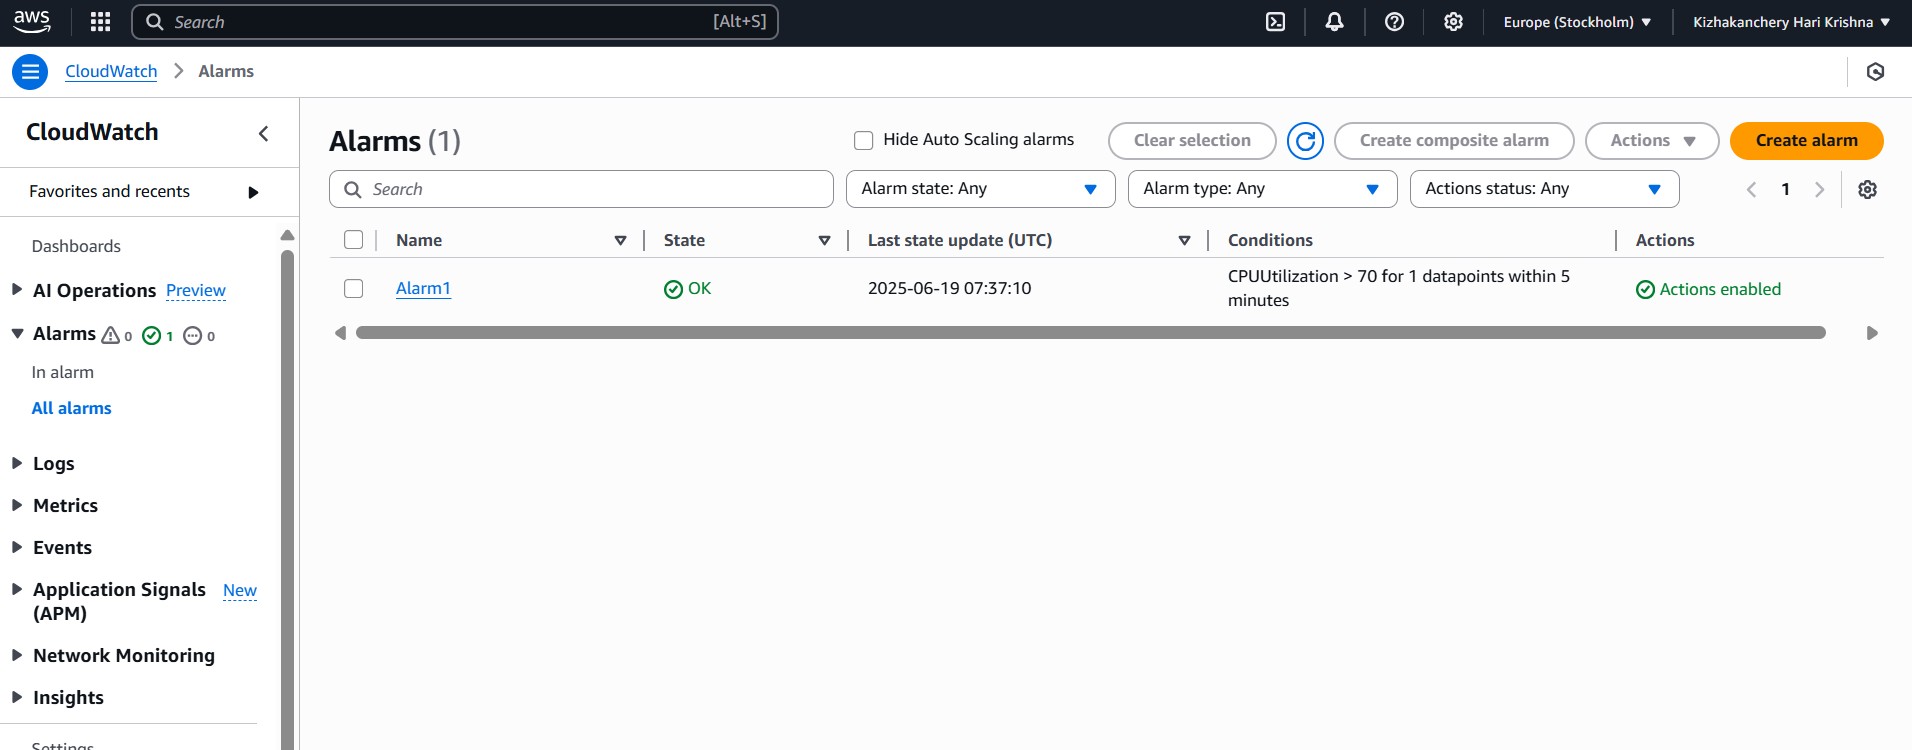 aws
Search [Alt+S]
Europe (Stockholm)
Kizhakanchery Hari Krishna
CloudWatch
Alarms
CloudWatch
Favorites and recents
Dashboards
AI Operations Preview
Alarms 0 1 0
In alarm
All alarms
Logs
Metrics
Events
Application Signals New
(APM)
Network Monitoring
Insights
Settings
Alarms (1)
Hide Auto Scaling alarms
Clear selection
Create composite alarm
Actions
Create alarm
Search
Alarm state: Any
Alarm type: Any
Actions status: Any
1
Name State Last state update (UTC) Conditions Actions
Alarm1 OK 2025-06-19 07:37:10 CPUUtilization > 70 for 1 datapoints within 5
minutes
Actions enabled